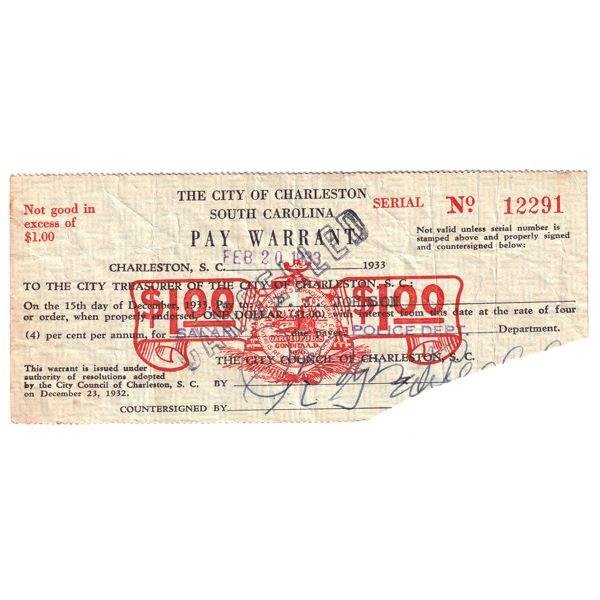 THE CITY OF CHARLESTON
SOUTH CAROLINA
PAY WARRANT
Not good in
excess of
$1.00
SERIAL No. 12291
Not valid unless serial number is
stamped above and properly signed
and countersigned below:
FEB 20 1933
CHARLESTON, S. C. 1933
TO THE CITY TREASURER OF THE CITY OF CHARLESTON, S. C.:
On the 15th day of December, 1933, Pay to JOHNSON
or order, when properly endorsed, ONE DOLLAR ($1.00) with interest from this date at the rate of four
(4) per cent per annum, for SALARY due payee POLICE DEPT. Department.
$1.00 $1.00
CANCELLED
THE CITY COUNCIL OF CHARLESTON, S. C.
This warrant is issued under
authority of resolutions adopted
by the City Council of Charleston, S. C.
on December 23, 1932.
BY
COUNTERSIGNED BY